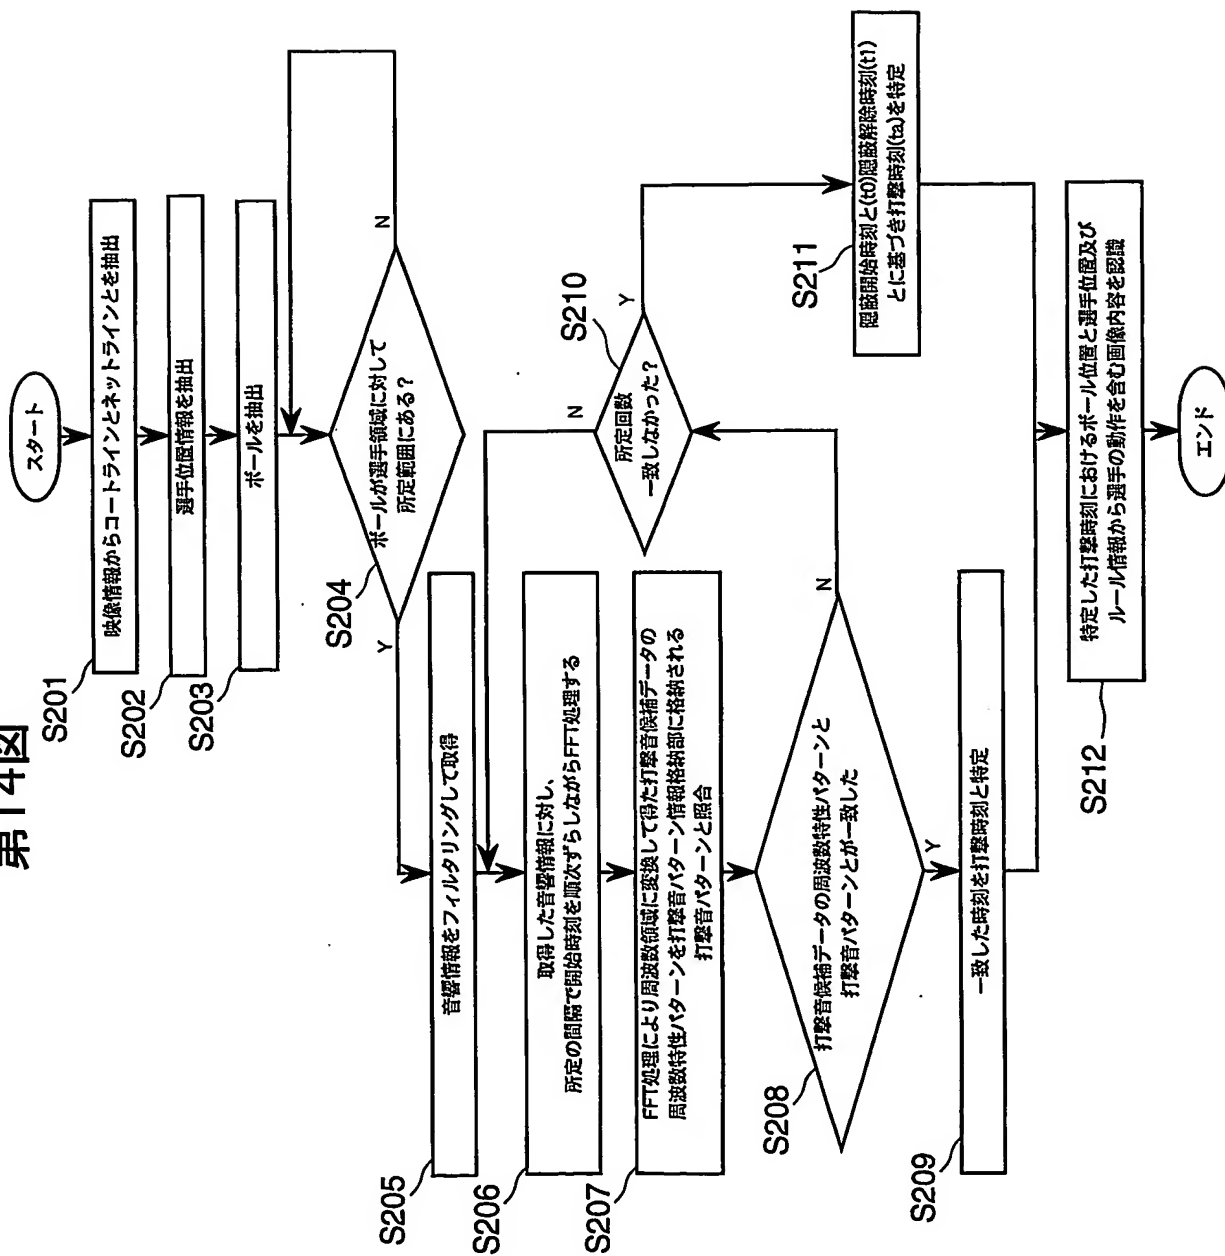 第14図
スタート
S201
映像情報からコートラインとネットラインとを抽出
S202
選手位置情報を抽出
S203
ボールを抽出
S204
ボールが選手領域に対して
所定範囲にある?
N
Y
S205
音響情報をフィルタリングして取得
S206
取得した音響情報に対し、
所定の間隔で開始時刻を順次ずらしながらFFT処理する
S207
FFT処理により周波数領域に変換して得た打撃音候補データの
周波数特性パターンを打撃音パターン情報格納部に格納される
打撃音パターンと照合
S208
打撃音候補データの周波数特性パターンと
打撃音パターンとが一致した
N
Y
S209
一致した時刻を打撃時刻と特定
S210
所定回数
一致しなかった?
N
Y
S211
隠蔽開始時刻と(t0)隠蔽解除時刻(t1)
とに基づき打撃時刻(ta)を特定
S212
特定した打撃時刻におけるボール位置と選手位置及び
ルール情報から選手の動作を含む画像内容を認識
エンド